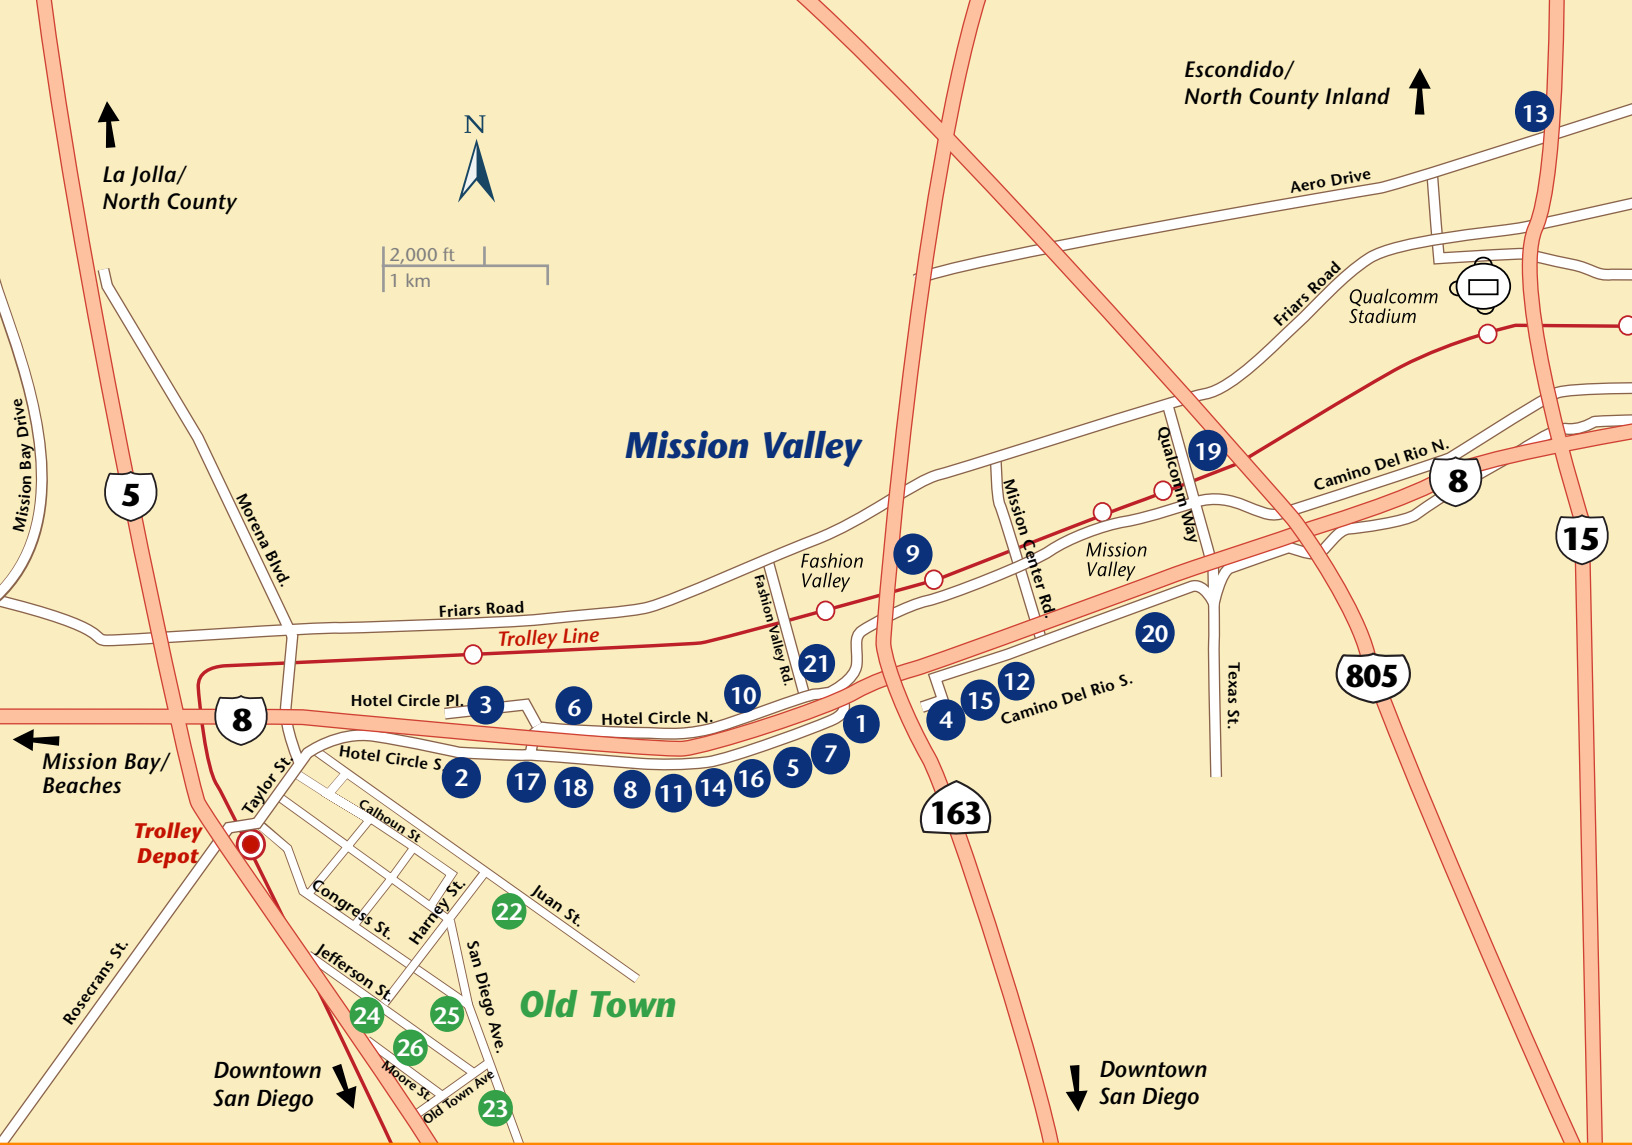 Escondido/
North County Inland
13
N
La Jolla/
North County
Aero Drive
2,000 ft
1 km
Friars Road
Qualcomm
Stadium
Mission Bay Drive
Mission Valley
19
Qualcomm Way
Camino Del Rio N.
8
5
Morena Blvd.
Mission Center Rd.
15
9
Fashion
Valley
Mission
Valley
Fashion Valley Rd.
Friars Road
Trolley Line
20
21
805
Texas St.
12
10
Hotel Circle Pl.
3
6
15
Camino Del Rio S.
8
Hotel Circle N.
4
1
Mission Bay/
Beaches
Hotel Circle S
2
17
18
8
11
14
16
5
7
Taylor St.
163
Calhoun St
Trolley
Depot
Congress St.
Harney St.
22
Juan St.
Rosecrans St.
Jefferson St.
San Diego Ave.
Old Town
24
25
26
Moore St.
Old Town Ave
23
Downtown
San Diego
Downtown
San Diego